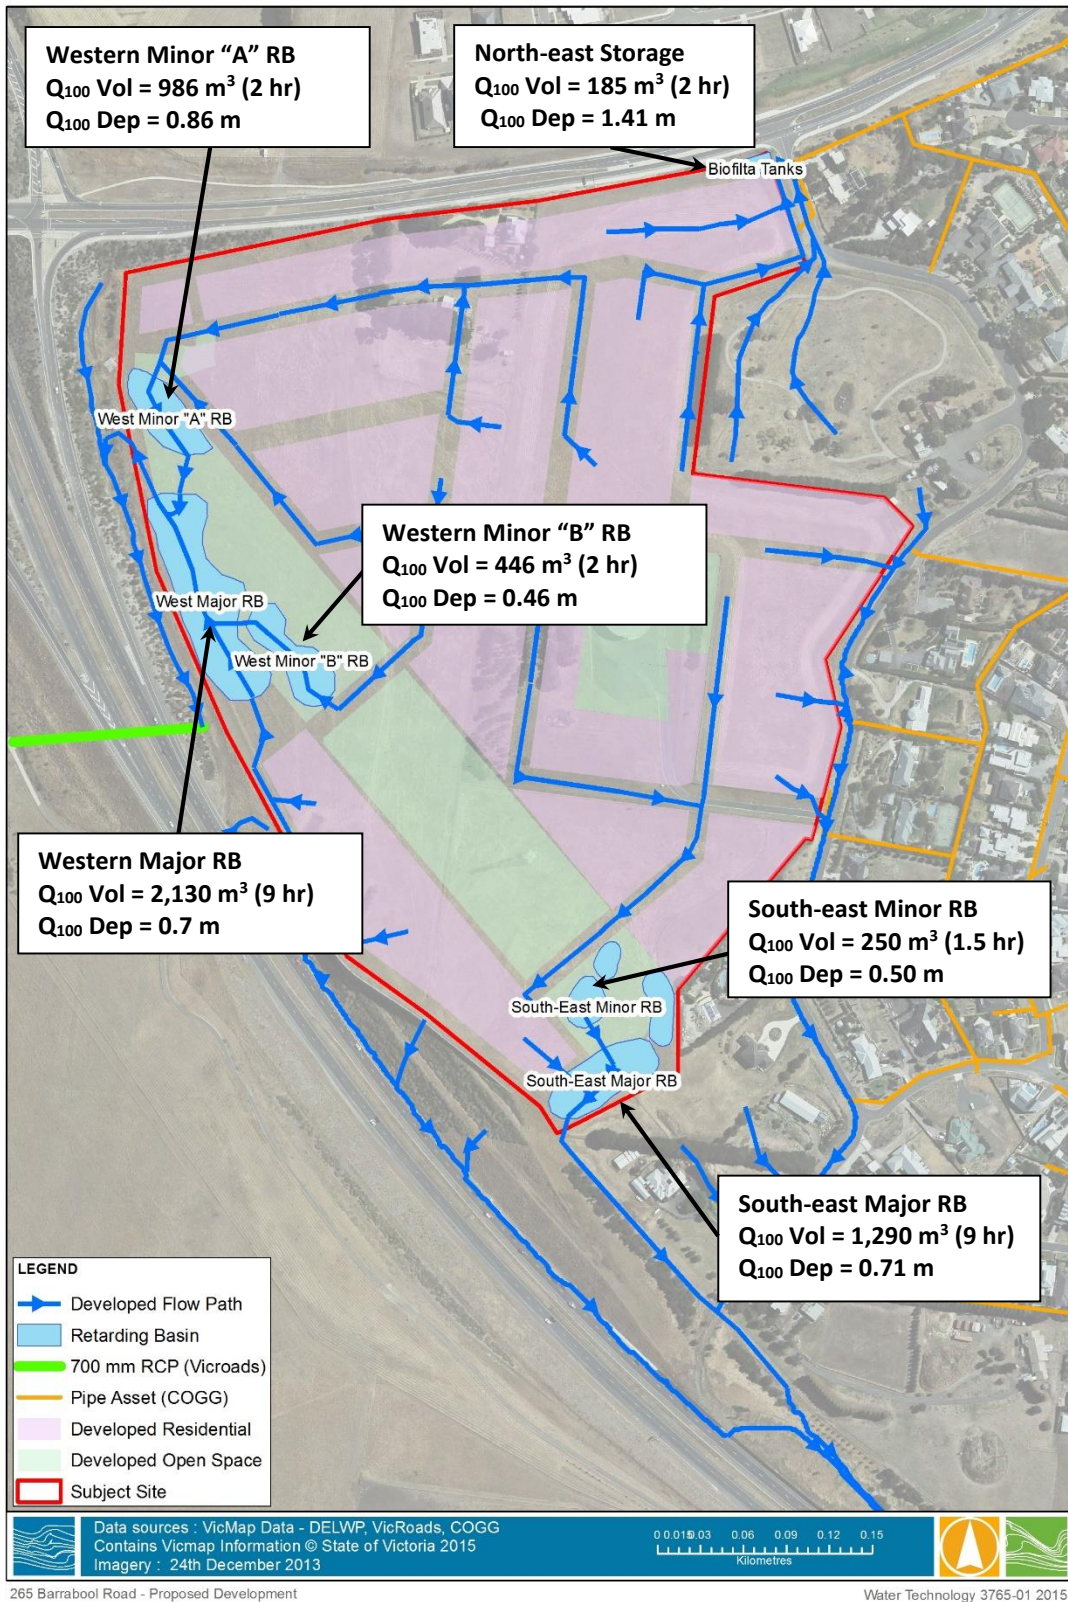 Western Minor “A” RB
Q100 Vol = 986 m3 (2 hr)
Q100 Dep = 0.86 m
North-east Storage
Q100 Vol = 185 m3 (2 hr)
Q100 Dep = 1.41 m
Biofilta Tanks
West Minor "A" RB
Western Minor “B” RB
Q100 Vol = 446 m3 (2 hr)
Q100 Dep = 0.46 m
West Major RB
West Minor "B" RB
Western Major RB
Q100 Vol = 2,130 m3 (9 hr)
Q100 Dep = 0.7 m
South-east Minor RB
Q100 Vol = 250 m3 (1.5 hr)
Q100 Dep = 0.50 m
South-East Minor RB
South-East Major RB
South-east Major RB
Q100 Vol = 1,290 m3 (9 hr)
Q100 Dep = 0.71 m
LEGEND
Developed Flow Path
Retarding Basin
700 mm RCP (Vicroads)
Pipe Asset (COGG)
Developed Residential
Developed Open Space
Subject Site
Data sources : VicMap Data - DELWP, VicRoads, COGG
Contains Vicmap Information © State of Victoria 2015
Imagery : 24th December 2013
0 0.015 0.03 0.06 0.09 0.12 0.15
Kilometres
265 Barrabool Road - Proposed Development
Water Technology 3765-01 2015